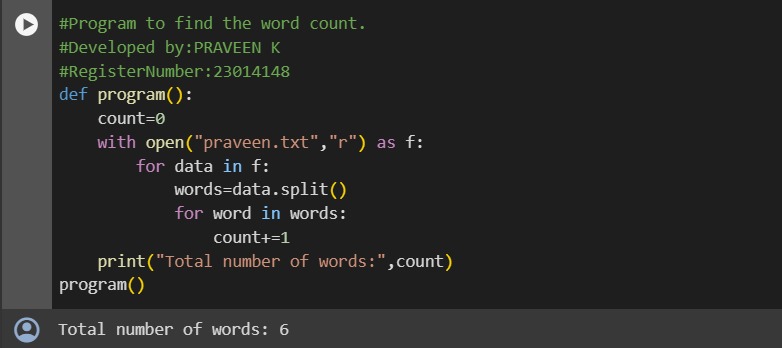 #Program to find the word count.
#Developed by:PRAVEEN K
#RegisterNumber:23014148
def program():
    count=0
    with open("praveen.txt","r") as f:
        for data in f:
            words=data.split()
            for word in words:
                count+=1
    print("Total number of words:",count)
program()
Total number of words: 6